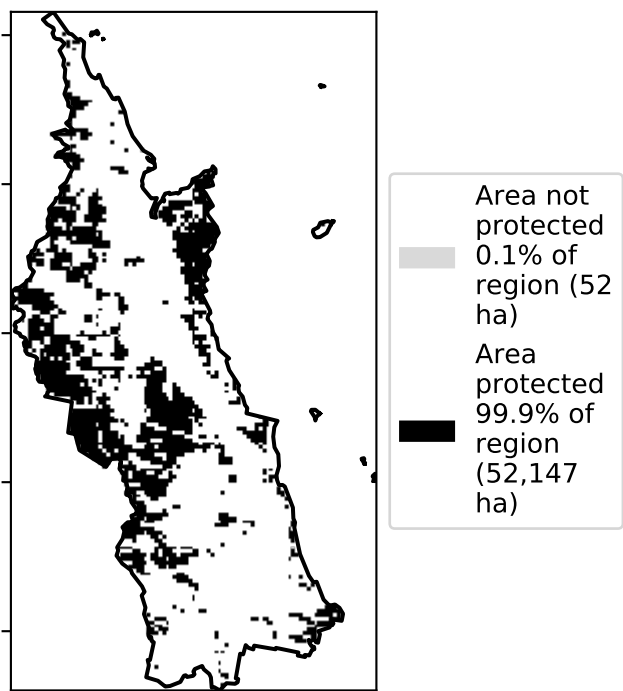 Area not
protected
0.1% of
region (52
ha)
Area
protected
99.9% of
region
(52,147
ha)